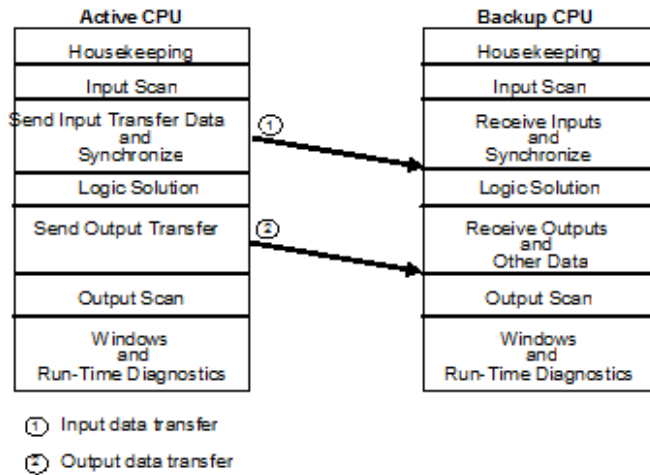 Active CPU
Housekeeping
Input Scan
Send Input Transfer Data
and
Synchronize
Logic Solution
Send Output Transfer
Output Scan
Windows
and
Run-Time Diagnostics
1
2
Backup CPU
Housekeeping
Input Scan
Receive Inputs
and
Synchronize
Logic Solution
Receive Outputs
and
Other Data
Output Scan
Windows
and
Run-Time Diagnostics
1 Input data transfer
2 Output data transfer